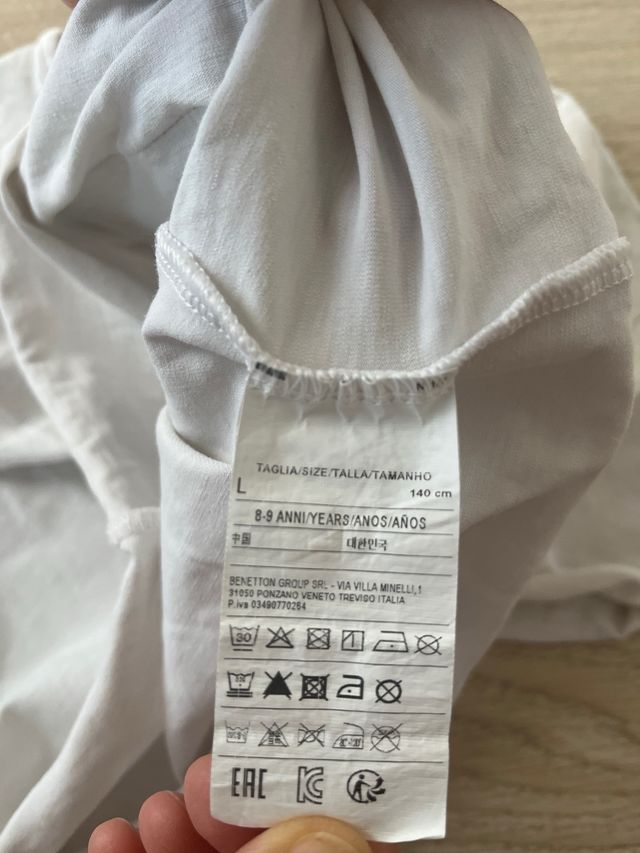 TAGLIA/SIZE/TALLA/TAMANHO
L 140 cm
8-9 ANNI/YEARS/ANOS/AÑOS
中国 대한민국
BENETTON GROUP SRL - VIA VILLA MINELLI,1
31050 PONZANO VENETO TREVISO ITALIA
P.iva 03490770264
30
EAC